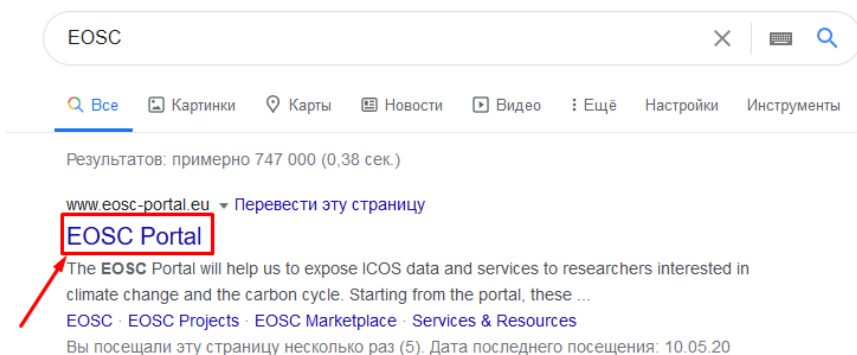 EOSC
Все Картинки Карты Новости Видео Ещё Настройки Инструменты
Результатов: примерно 747 000 (0,38 сек.)
www.eosc-portal.eu Перевести эту страницу
EOSC Portal
The EOSC Portal will help us to expose ICOS data and services to researchers interested in
climate change and the carbon cycle. Starting from the portal, these ...
EOSC · EOSC Projects · EOSC Marketplace · Services & Resources
Вы посещали эту страницу несколько раз (5). Дата последнего посещения: 10.05.20